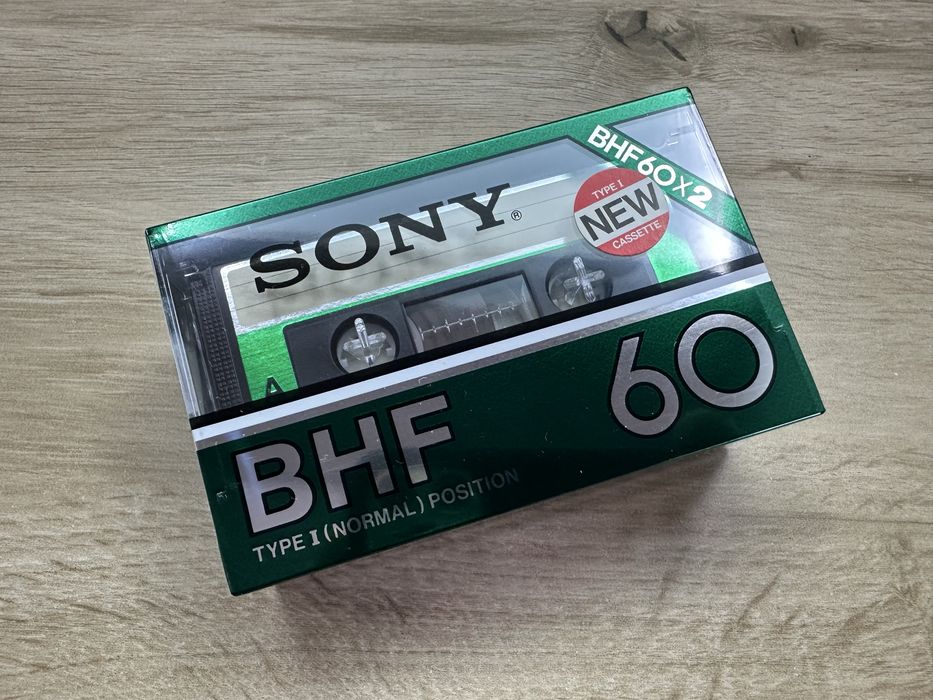 BHF60×2
SONY®
TYPE I
NEW
CASSETTE
A
BHF 60
TYPE I (NORMAL) POSITION